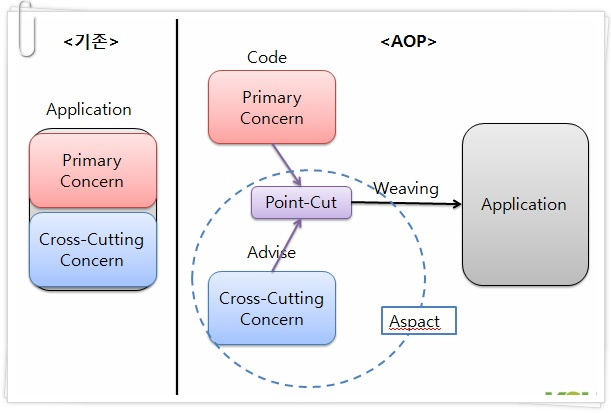 <기존>
<AOP>
Application
Primary
Concern
Cross-Cutting
Concern
Code
Primary
Concern
Point-Cut
Weaving
Application
Advise
Cross-Cutting
Concern
Aspact